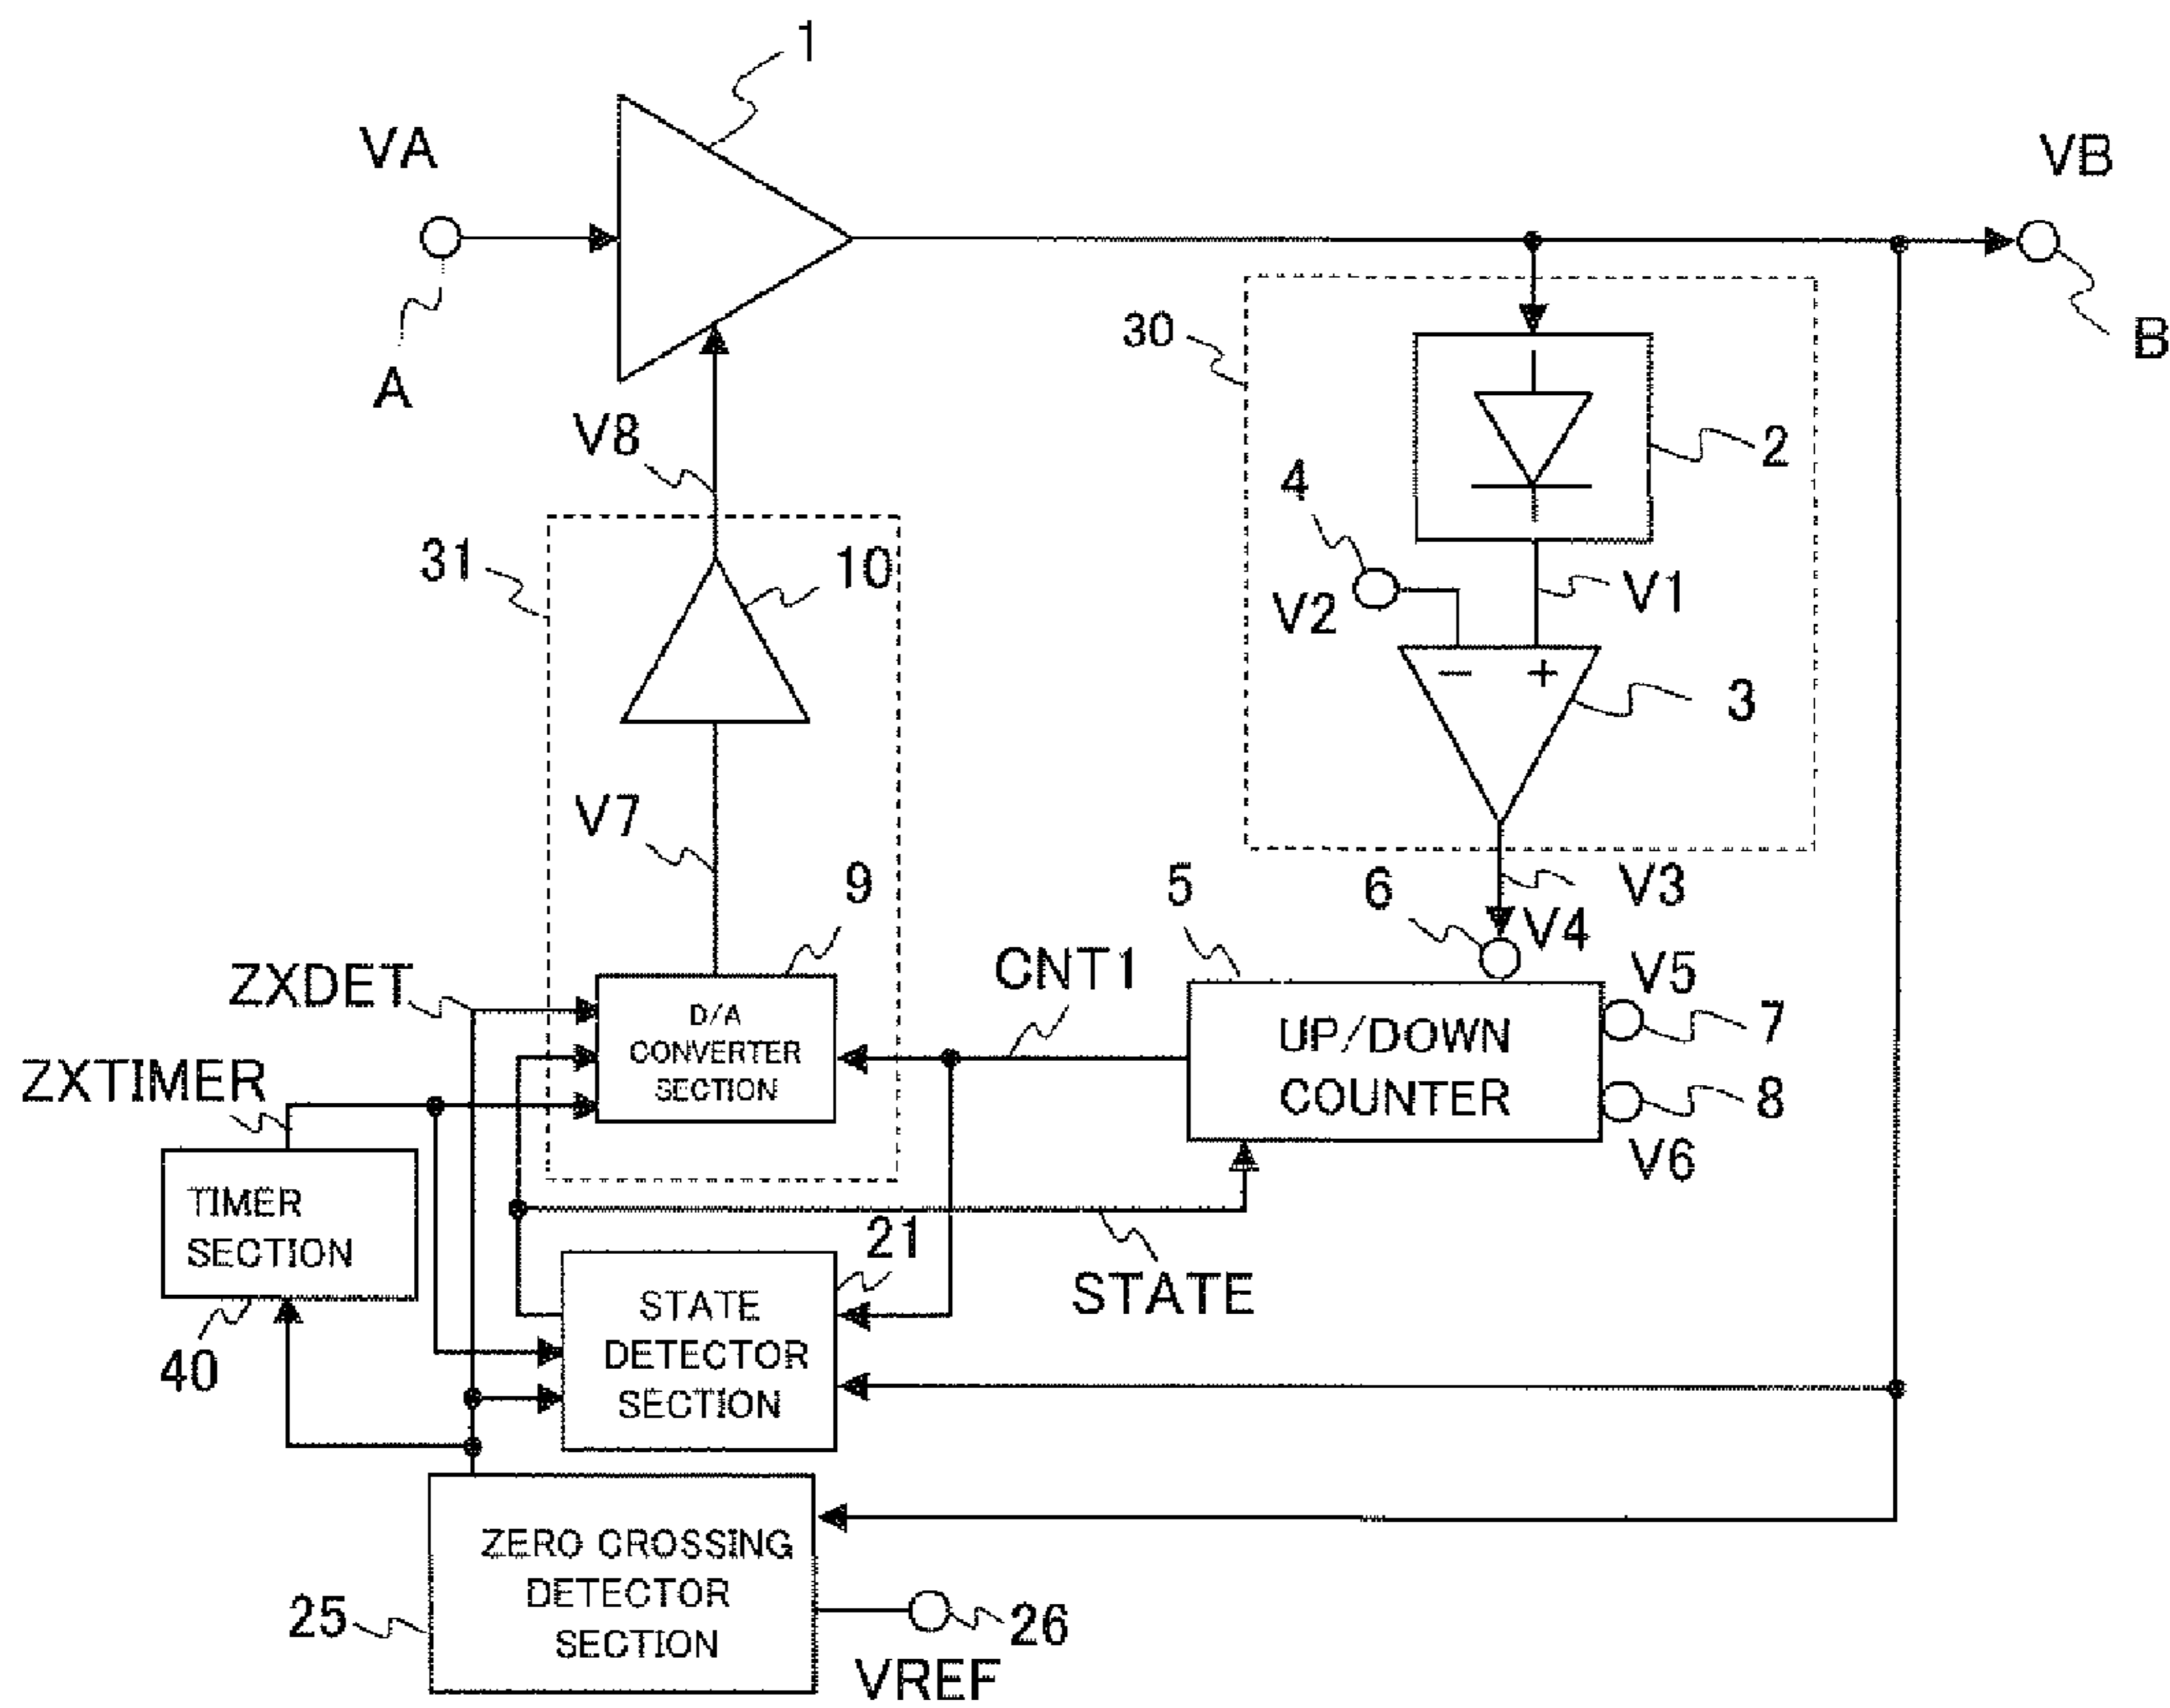 1
VA
VB
A
B
30
V8
2
4
31
10
V2
V1
− +
3
V7
9
5
6
V3
V4
ZXDET
CNT1
V5
7
D/A
CONVERTER
SECTION
UP/DOWN
COUNTER
ZXTIMER
8
V6
TIMER
SECTION
21
STATE
40
STATE
DETECTOR
SECTION
ZERO CROSSING
DETECTOR
SECTION
25
26
VREF